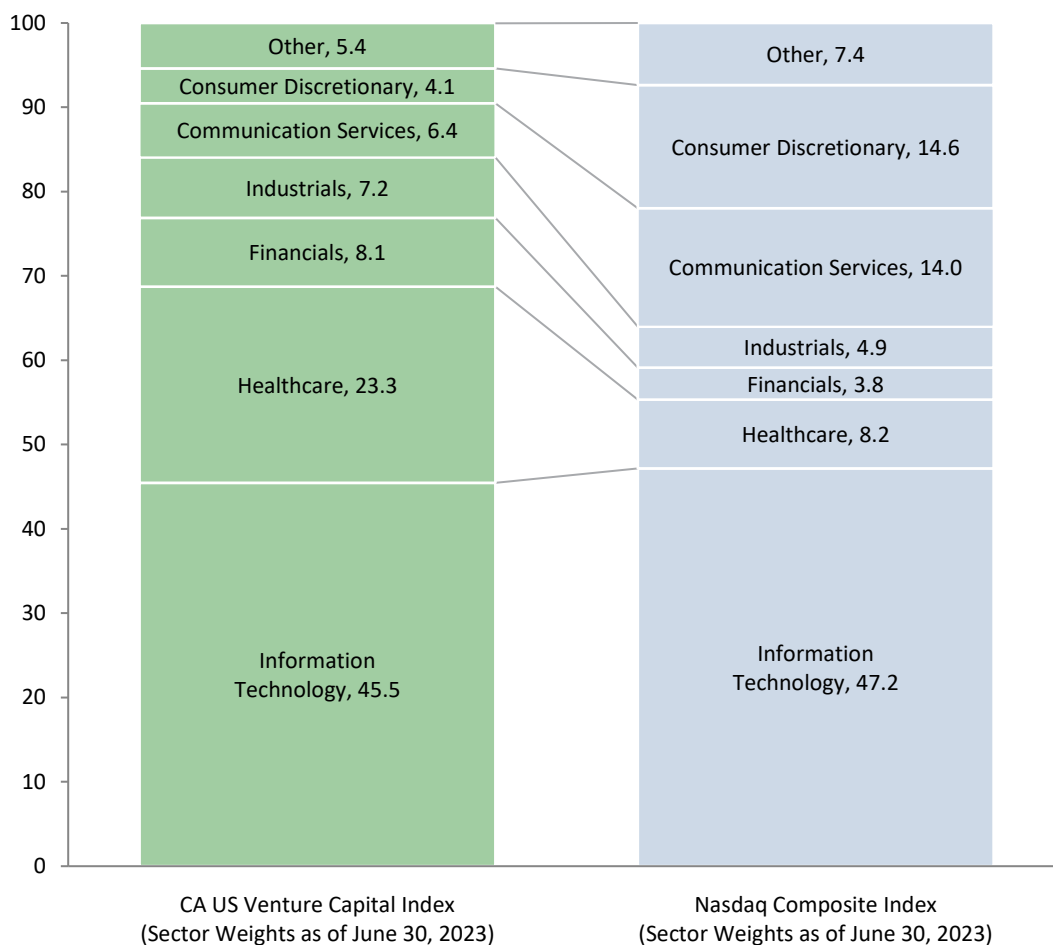 100
90
80
70
60
50
40
30
20
10
0
Other, 5.4
Consumer Discretionary, 4.1
Communication Services, 6.4
Industrials, 7.2
Financials, 8.1
Healthcare, 23.3
Information
Technology, 45.5
Other, 7.4
Consumer Discretionary, 14.6
Communication Services, 14.0
Industrials, 4.9
Financials, 3.8
Healthcare, 8.2
Information
Technology, 47.2
CA US Venture Capital Index
(Sector Weights as of June 30, 2023)
Nasdaq Composite Index
(Sector Weights as of June 30, 2023)